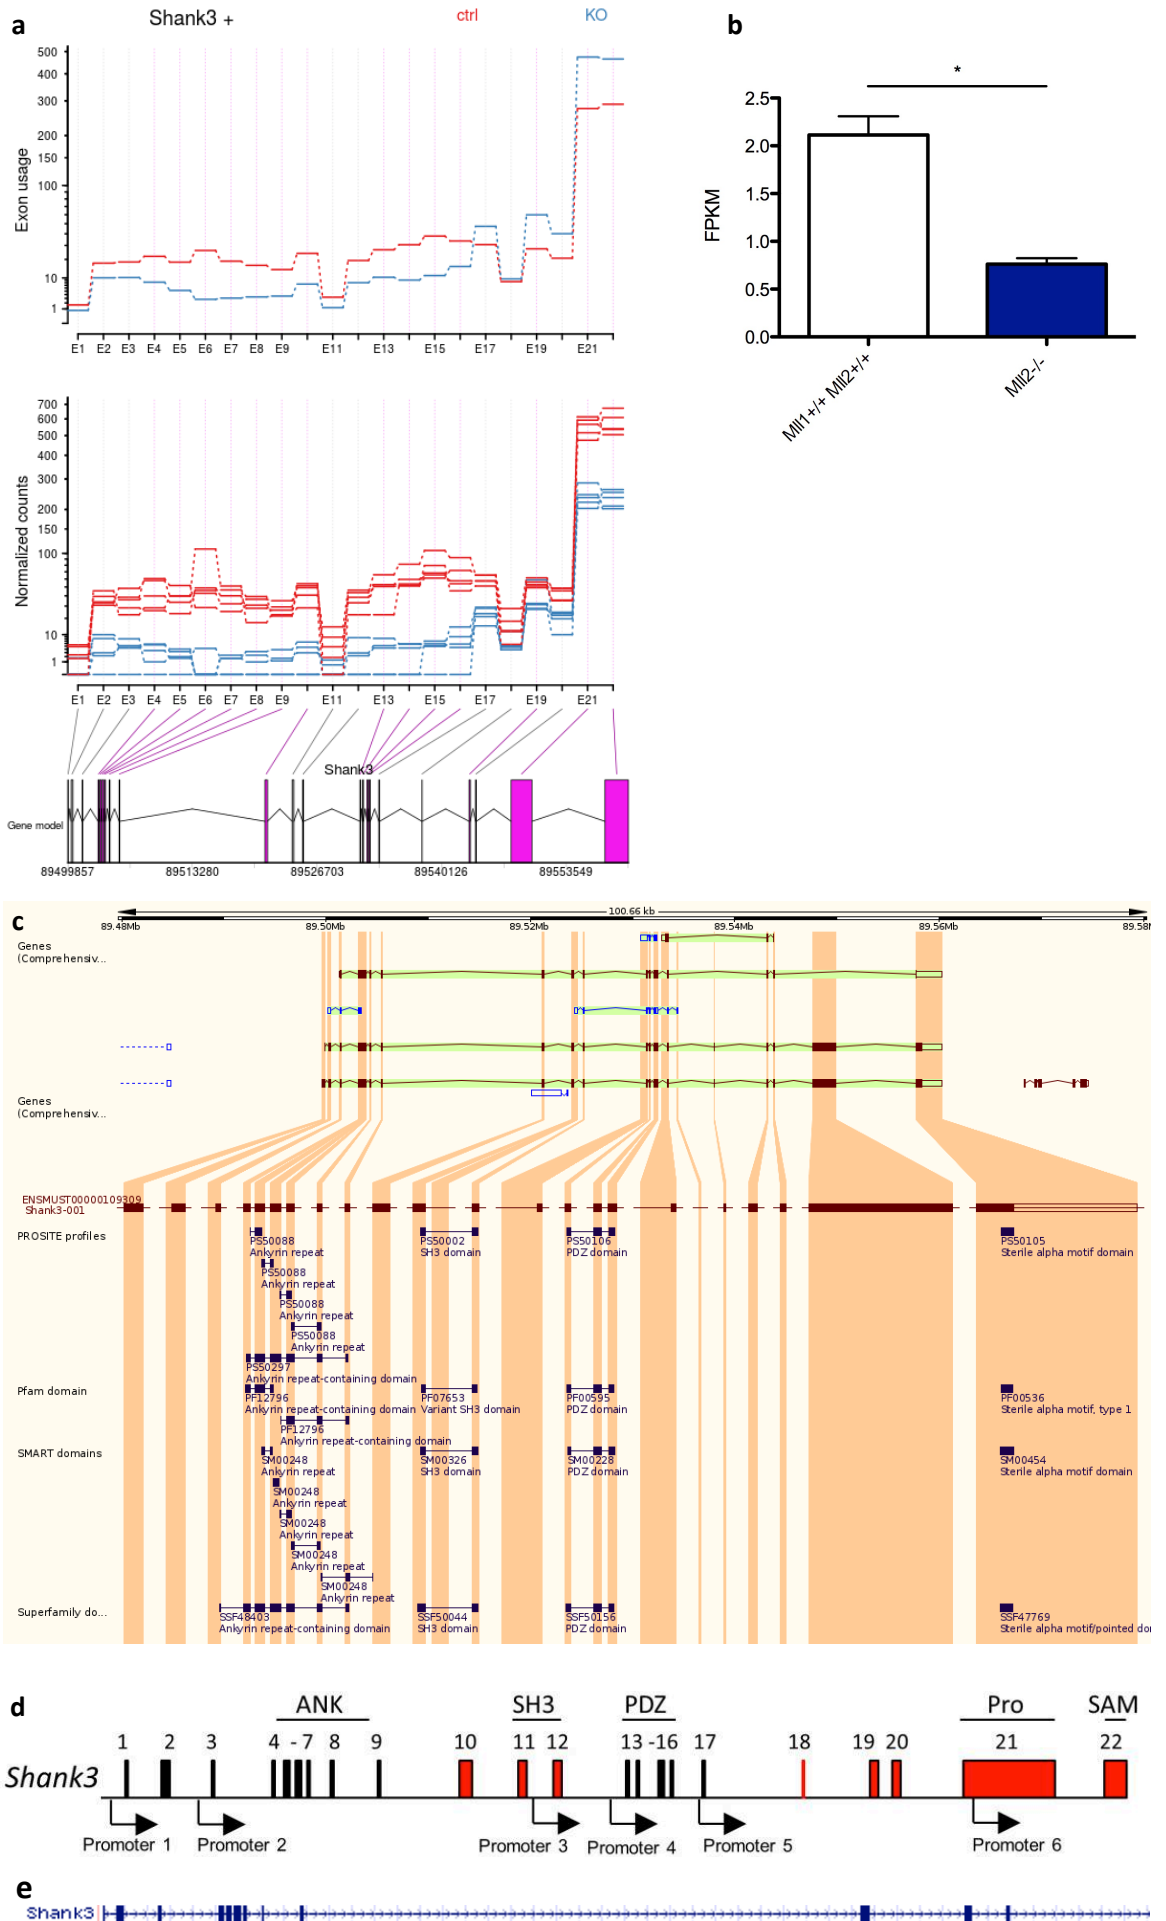 a
Shank3 +
ctrl
KO
Exon usage
500
400
300
200
150
100
10
1
E1 E2 E3 E4 E5 E6 E7 E8 E9 E11 E13 E15 E17 E19 E21
Normalized counts
700
600
500
400
300
200
150
100
10
1
E1 E2 E3 E4 E5 E6 E7 E8 E9 E11 E13 E15 E17 E19 E21
Shank3
Gene model
89499857 89513280 89526703 89540126 89553549
b
*
FPKM
2.5
2.0
1.5
1.0
0.5
0.0
Mll1+/+ Mll2+/+
Mll2-/-
c
100.66 kb
89.48Mb 89.50Mb 89.52Mb 89.54Mb 89.56Mb
Genes
(Comprehensiv...
Genes
(Comprehensiv...
ENSMUST00000109309
Shank3-001
PROSITE profiles
PS50088 PS50002 PS50106 PS50105
Ankyrin repeat SH3 domain PDZ domain Sterile alpha motif domain
PS50088
Ankyrin repeat
PS50088
Ankyrin repeat
PS50088
Ankyrin repeat
PS50297
Ankyrin repeat-containing domain
Pfam domain
PF12796 PF07653 PF00595 PF00536
Ankyrin repeat-containing domain Variant SH3 domain PDZ domain Sterile alpha motif, type 1
PF12796
Ankyrin repeat-containing domain
SMART domains
SM00248 SM00326 SM00228 SM00454
Ankyrin repeat SH3 domain PDZ domain Sterile alpha motif domain
SM00248
Ankyrin repeat
SM00248
Ankyrin repeat
SM00248
Ankyrin repeat
SM00248
Ankyrin repeat
Superfamily do...
SSF48403 SSF50044 SSF50156 SSF47769
Ankyrin repeat-containing domain SH3 domain PDZ domain Sterile alpha motif/pointed
d
ANK SH3 PDZ Pro SAM
1 2 3 4 - 7 8 9 10 11 12 13 -16 17 18 19 20 21 22
Shank3
Promoter 1 Promoter 2 Promoter 3 Promoter 4 Promoter 5 Promoter 6
e
Shank3